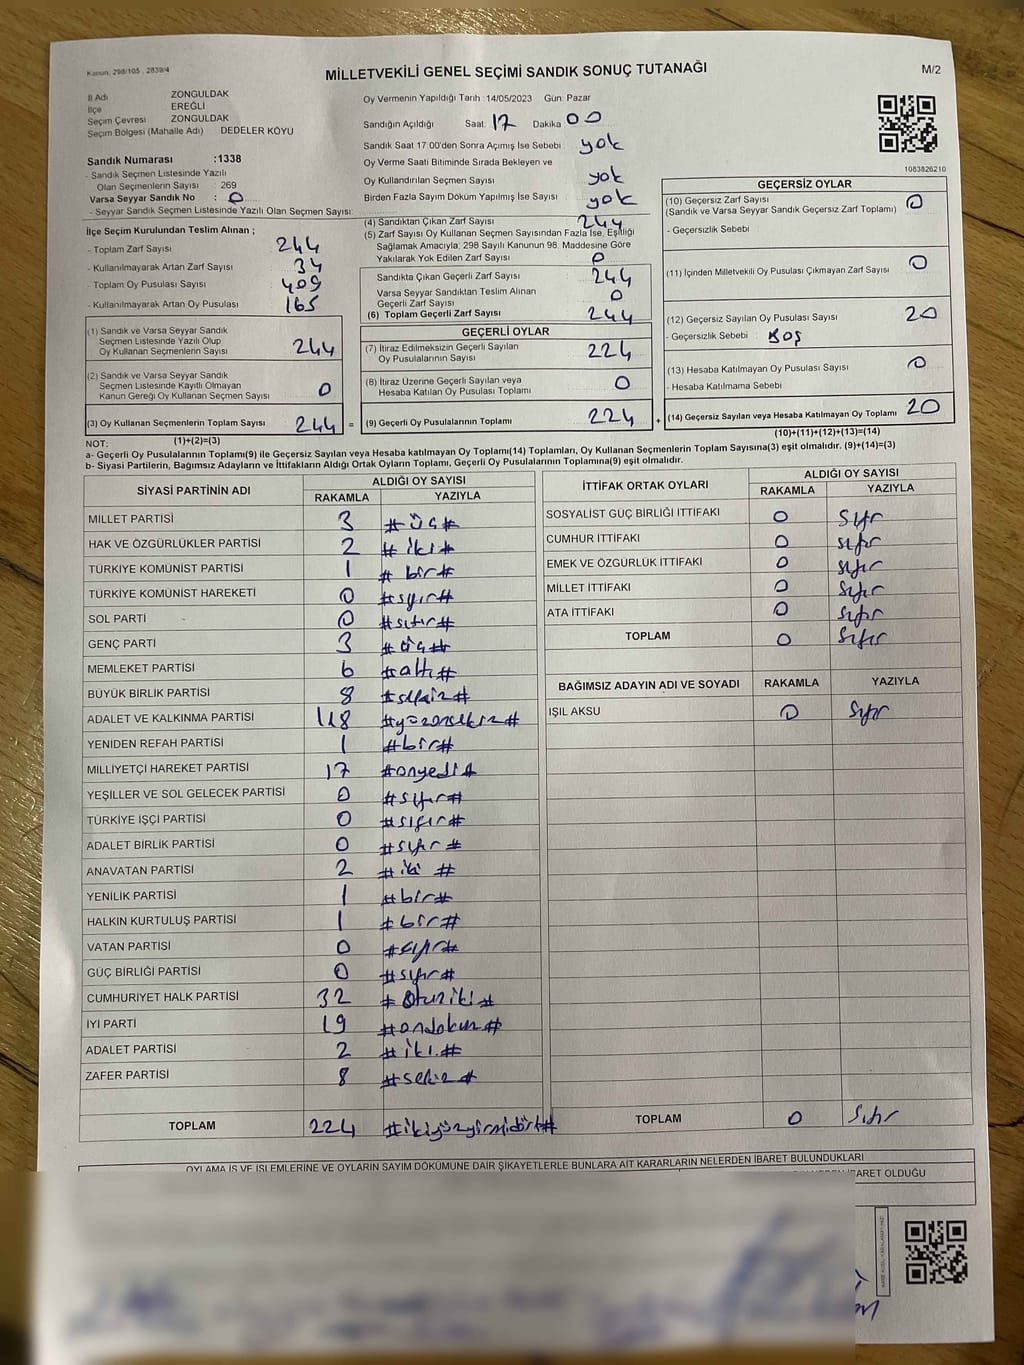 Kanun, 298/105 , 2839/4
MİLLETVEKİLİ GENEL SEÇİMİ SANDIK SONUÇ TUTANAĞI
M/2
İl Adı ZONGULDAK
İlçe EREĞLİ
Seçim Çevresi ZONGULDAK
Seçim Bölgesi (Mahalle Adı) DEDELER KÖYÜ
Sandık Numarası :1338
- Sandık Seçmen Listesinde Yazılı
Olan Seçmenlerin Sayısı : 269
Varsa Seyyar Sandık No : 0
- Seyyar Sandık Seçmen Listesinde Yazılı Olan Seçmen Sayısı:
İlçe Seçim Kurulundan Teslim Alınan ;
- Toplam Zarf Sayısı 244
- Kullanılmayarak Artan Zarf Sayısı 34
- Toplam Oy Pusulası Sayısı 409
- Kullanılmayarak Artan Oy Pusulası 165
(1) Sandık ve Varsa Seyyar Sandık
Seçmen Listesinde Yazılı Olup
Oy Kullanan Seçmenlerin Sayısı 244
(2) Sandık ve Varsa Seyyar Sandık
Seçmen Listesinde Kayıtlı Olmayan
Kanun Gereği Oy Kullanan Seçmen Sayısı 0
(3) Oy Kullanan Seçmenlerin Toplam Sayısı 244 =
Oy Vermenin Yapıldığı Tarih :14/05/2023 Gün: Pazar
Sandığın Açıldığı Saat: 17 Dakika 00
Sandık Saat 17.00'den Sonra Açımış İse Sebebi yok
Oy Verme Saati Bitiminde Sırada Bekleyen ve
Oy Kullandırılan Seçmen Sayısı yok
Birden Fazla Sayım Döküm Yapılmış İse Sayısı yok
(4) Sandıktan Çıkan Zarf Sayısı 244
(5) Zarf Sayısı Oy Kullanan Seçmen Sayısından Fazla İse, Eşitliği
Sağlamak Amacıyla; 298 Sayılı Kanunun 98. Maddesine Göre
Yakılarak Yok Edilen Zarf Sayısı 0
Sandıkta Çıkan Geçerli Zarf Sayısı 244
Varsa Seyyar Sandıktan Teslim Alınan
Geçerli Zarf Sayısı 0
(6) Toplam Geçerli Zarf Sayısı 244
GEÇERLİ OYLAR
(7) İtiraz Edilmeksizin Geçerli Sayılan
Oy Pusulalarının Sayısı 224
(8) İtiraz Üzerine Geçerli Sayılan veya
Hesaba Katılan Oy Pusulası Toplamı 0
(9) Geçerli Oy Pusulalarının Toplamı 224 +
1083826210
GEÇERSİZ OYLAR
(10) Geçersiz Zarf Sayısı 0
(Sandık ve Varsa Seyyar Sandık Geçersiz Zarf Toplamı)
- Geçersizlik Sebebi
(11) İçinden Milletvekili Oy Pusulası Çıkmayan Zarf Sayısı 0
(12) Geçersiz Sayılan Oy Pusulası Sayısı 20
- Geçersizlik Sebebi BOŞ
(13) Hesaba Katılmayan Oy Pusulası Sayısı 0
- Hesaba Katılmama Sebebi
(14) Geçersiz Sayılan veya Hesaba Katılmayan Oy Toplamı 20
NOT: (1)+(2)=(3) (10)+(11)+(12)+(13)=(14)
a- Geçerli Oy Pusulalarının Toplamı(9) ile Geçersiz Sayılan veya Hesaba katılmayan Oy Toplamı(14) Toplamları, Oy Kullanan Seçmenlerin Toplam Sayısına(3) eşit olmalıdır. (9)+(14)=(3)
b- Siyasi Partilerin, Bağımsız Adayların ve İttifakların Aldığı Ortak Oyların Toplamı, Geçerli Oy Pusulalarının Toplamına(9) eşit olmalıdır.
SİYASİ PARTİNİN ADI ALDIĞI OY SAYISI
RAKAMLA YAZIYLA
MİLLET PARTİSİ 3 #üç#
HAK VE ÖZGÜRLÜKLER PARTİSİ 2 #iki#
TÜRKİYE KOMÜNİST PARTİSİ 1 #bir#
TÜRKİYE KOMÜNİST HAREKETİ 0 #sıfır#
SOL PARTİ 0 #sıfır#
GENÇ PARTİ 3 #üç#
MEMLEKET PARTİSİ 6 #altı#
BÜYÜK BİRLİK PARTİSİ 8 #sekiz#
ADALET VE KALKINMA PARTİSİ 118 #yüzonsekiz#
YENİDEN REFAH PARTİSİ 1 #bir#
MİLLİYETÇİ HAREKET PARTİSİ 17 #onyedi#
YEŞİLLER VE SOL GELECEK PARTİSİ 0 #sıfır#
TÜRKİYE İŞÇİ PARTİSİ 0 #sıfır#
ADALET BİRLİK PARTİSİ 0 #sıfır#
ANAVATAN PARTİSİ 2 #iki #
YENİLİK PARTİSİ 1 #bir#
HALKIN KURTULUŞ PARTİSİ 1 #bir#
VATAN PARTİSİ 0 #sıfır#
GÜÇ BİRLİĞİ PARTİSİ 0 #sıfır#
CUMHURİYET HALK PARTİSİ 32 #otuziki#
İYİ PARTİ 19 #ondokuz#
ADALET PARTİSİ 2 #iki#
ZAFER PARTİSİ 8 #sekiz#
TOPLAM 224 #ikiyüzyirmidört#
İTTİFAK ORTAK OYLARI ALDIĞI OY SAYISI
RAKAMLA YAZIYLA
SOSYALİST GÜÇ BİRLİĞİ İTTİFAKI 0 sıfır
CUMHUR İTTİFAKI 0 sıfır
EMEK VE ÖZGÜRLÜK İTTİFAKI 0 sıfır
MİLLET İTTİFAKI 0 sıfır
ATA İTTİFAKI 0 sıfır
TOPLAM 0 sıfır
BAĞIMSIZ ADAYIN ADI VE SOYADI RAKAMLA YAZIYLA
IŞIL AKSU 0 sıfır
TOPLAM 0 sıfır
OYLAMA İŞ VE İŞLEMLERİNE VE OYLARIN SAYIM DÖKÜMÜNE DAİR ŞİKAYETLERLE BUNLARA AİT KARARLARIN NELERDEN İBARET BULUNDUKLARI
İBARET OLDUĞU